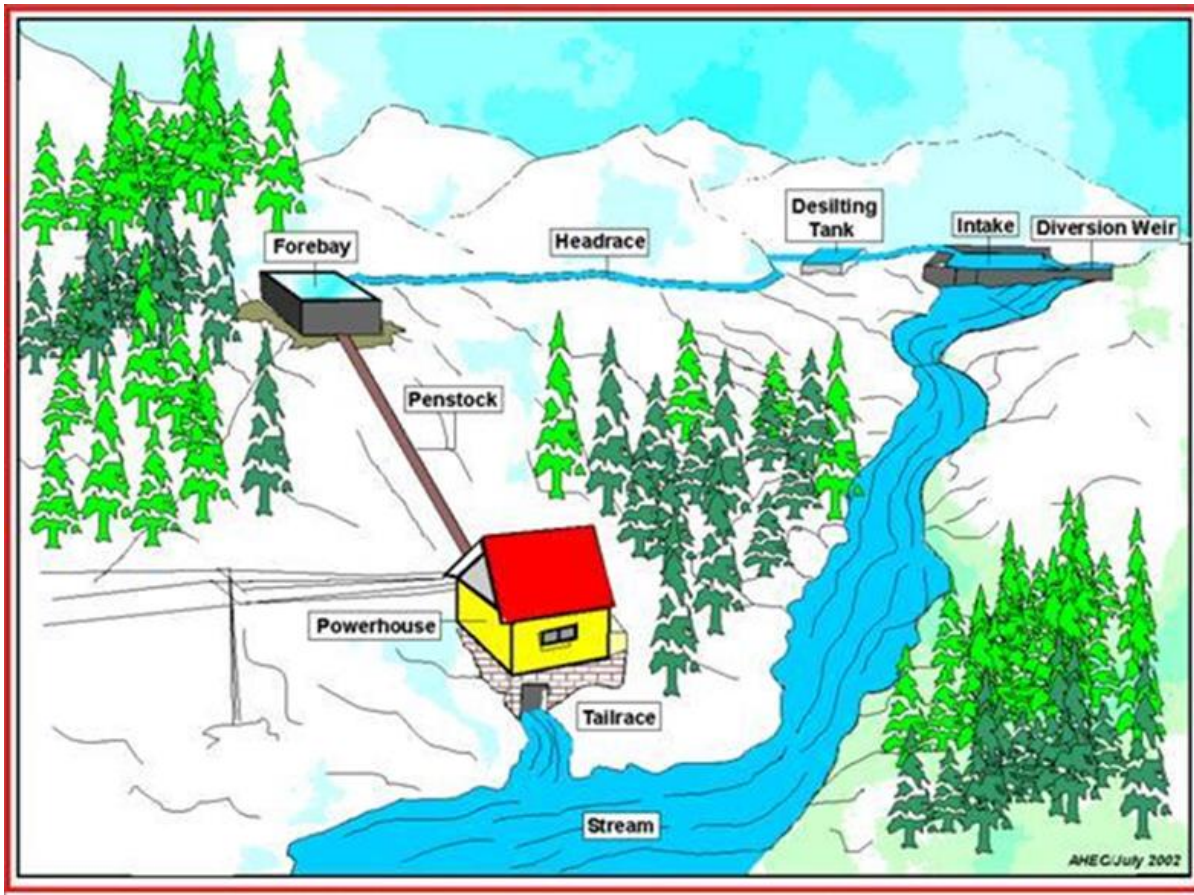 Desilting
Tank
Intake
Diversion Weir
Forebay
Headrace
Penstock
Powerhouse
Tailrace
Stream
AHEC/July 2002